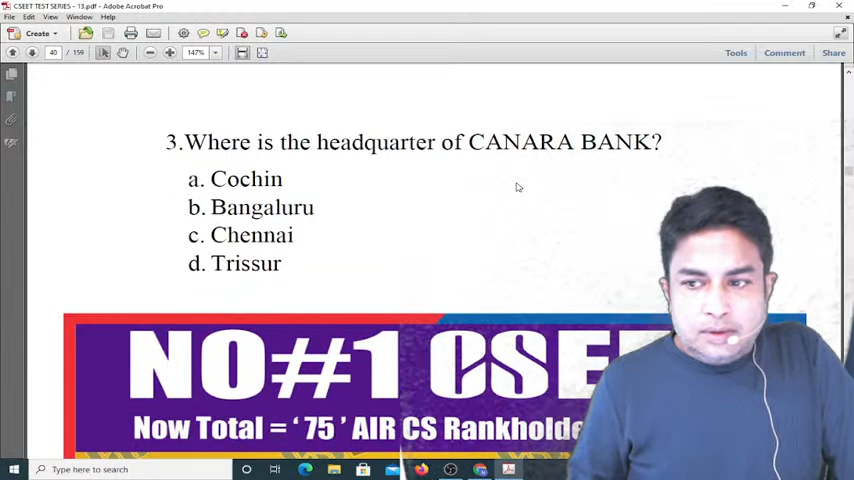 CSEET TEST SERIES - 13.pdf - Adobe Acrobat Pro
File Edit View Window Help
Create
40 / 159
147%
Tools Comment Share
3.Where is the headquarter of CANARA BANK?
a. Cochin
b. Bangaluru
c. Chennai
d. Trissur
NO#1 CSE
Now Total = ‘ 75 ’ AIR CS Rankholde
Type here to search